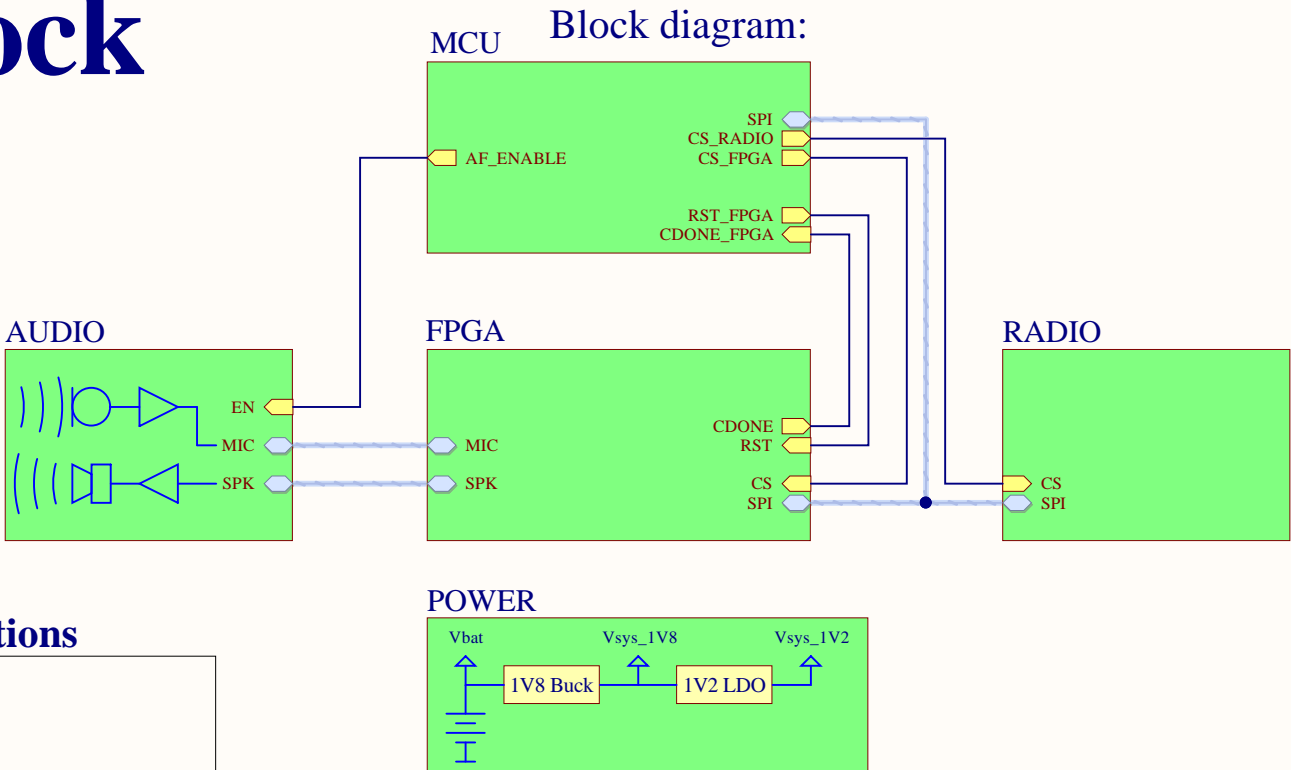 ock
Block diagram:
MCU
SPI
CS_RADIO
AF_ENABLE
CS_FPGA
RST_FPGA
CDONE_FPGA
AUDIO
EN
MIC
SPK
FPGA
MIC
SPK
CDONE
RST
CS
SPI
RADIO
CS
SPI
tions
POWER
Vbat
Vsys_1V8
Vsys_1V2
1V8 Buck
1V2 LDO